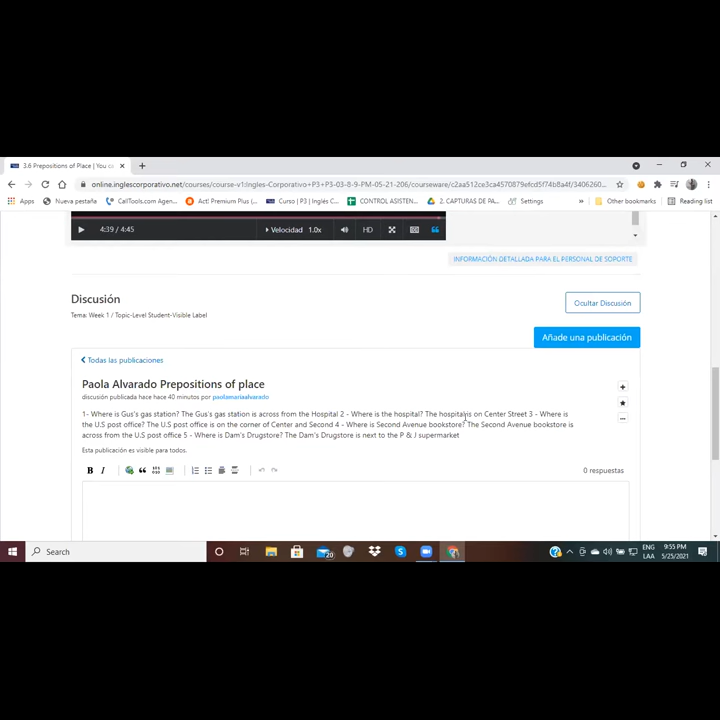 3.6 Prepositions of Place | You ca
online.inglescorporativo.net/courses/course-v1:Ingles-Corporativo+P3+P3-03-8-9-PM-05-21-206/courseware/c2aa512ce3ca4570879efcd5f74b8a4f/3406260...
Apps Nueva pestaña CallTools.com Agen... Act! Premium Plus (... Curso | P3 | Inglés C... CONTROL ASISTEN... 2. CAPTURAS DE PA... Settings » Other bookmarks Reading list
4:39 / 4:45 Velocidad 1.0x HD
INFORMACIÓN DETALLADA PARA EL PERSONAL DE SOPORTE
Discusión
Ocultar Discusión
Tema: Week 1 / Topic-Level Student-Visible Label
Añade una publicación
Todas las publicaciones
Paola Alvarado Prepositions of place
discusión publicada hace hace 40 minutos por paolamariaalvarado
1- Where is Gus's gas station? The Gus's gas station is across from the Hospital 2 - Where is the hospital? The hospital is on Center Street 3 - Where is
the U.S post office? The U.S post office is on the corner of Center and Second 4 - Where is Second Avenue bookstore? The Second Avenue bookstore is
across from the U.S post office 5 - Where is Dam's Drugstore? The Dam's Drugstore is next to the P & J supermarket
Esta publicación es visible para todos.
B I
0 respuestas
Search
20
ENG
9:55 PM
LAA
5/25/2021